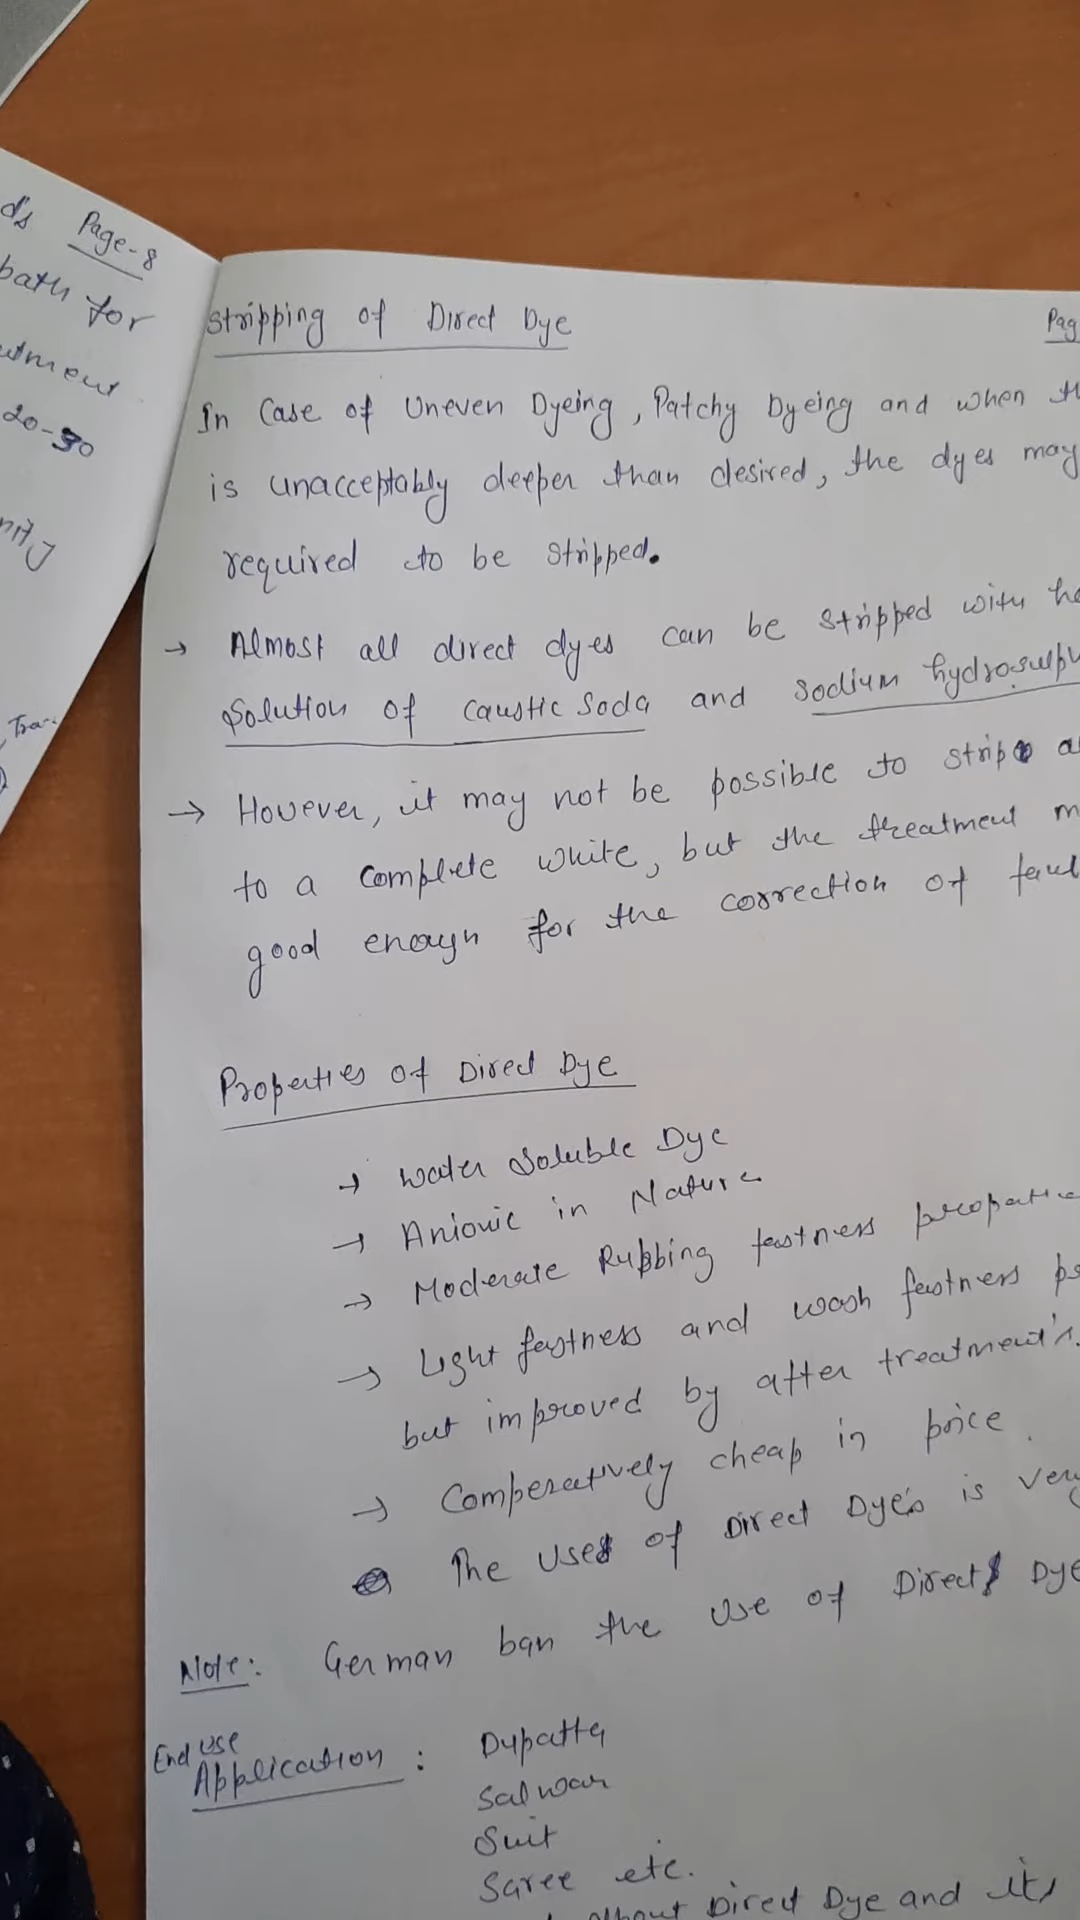 ds Page-8
bath for
20-30
Stripping of Direct Dye
In Case of Uneven Dyeing, Patchy Dyeing and when
is unacceptably deeper than desired, the dyes may
required to be stripped.
→ Almost all direct dyes can be stripped with
Solution of Caustic Soda and Sodium
→ However, it may not be possible to strip
to a complete white, but the treatment
good enough for the correction of
Properties of Direct Dye
→ Water Soluble Dye
→ Anionic in Nature
→ Moderate Rubbing fastness
→ Light fastness and wash fastness
but improved by after treatment's.
→ Comperatively cheap in price.
The Uses of Direct Dye's is very
Note: German ban the use of Direct Dye
End Use
Application : Dupatta
Salwar
Suit
Saree etc.
about Direct Dye and its